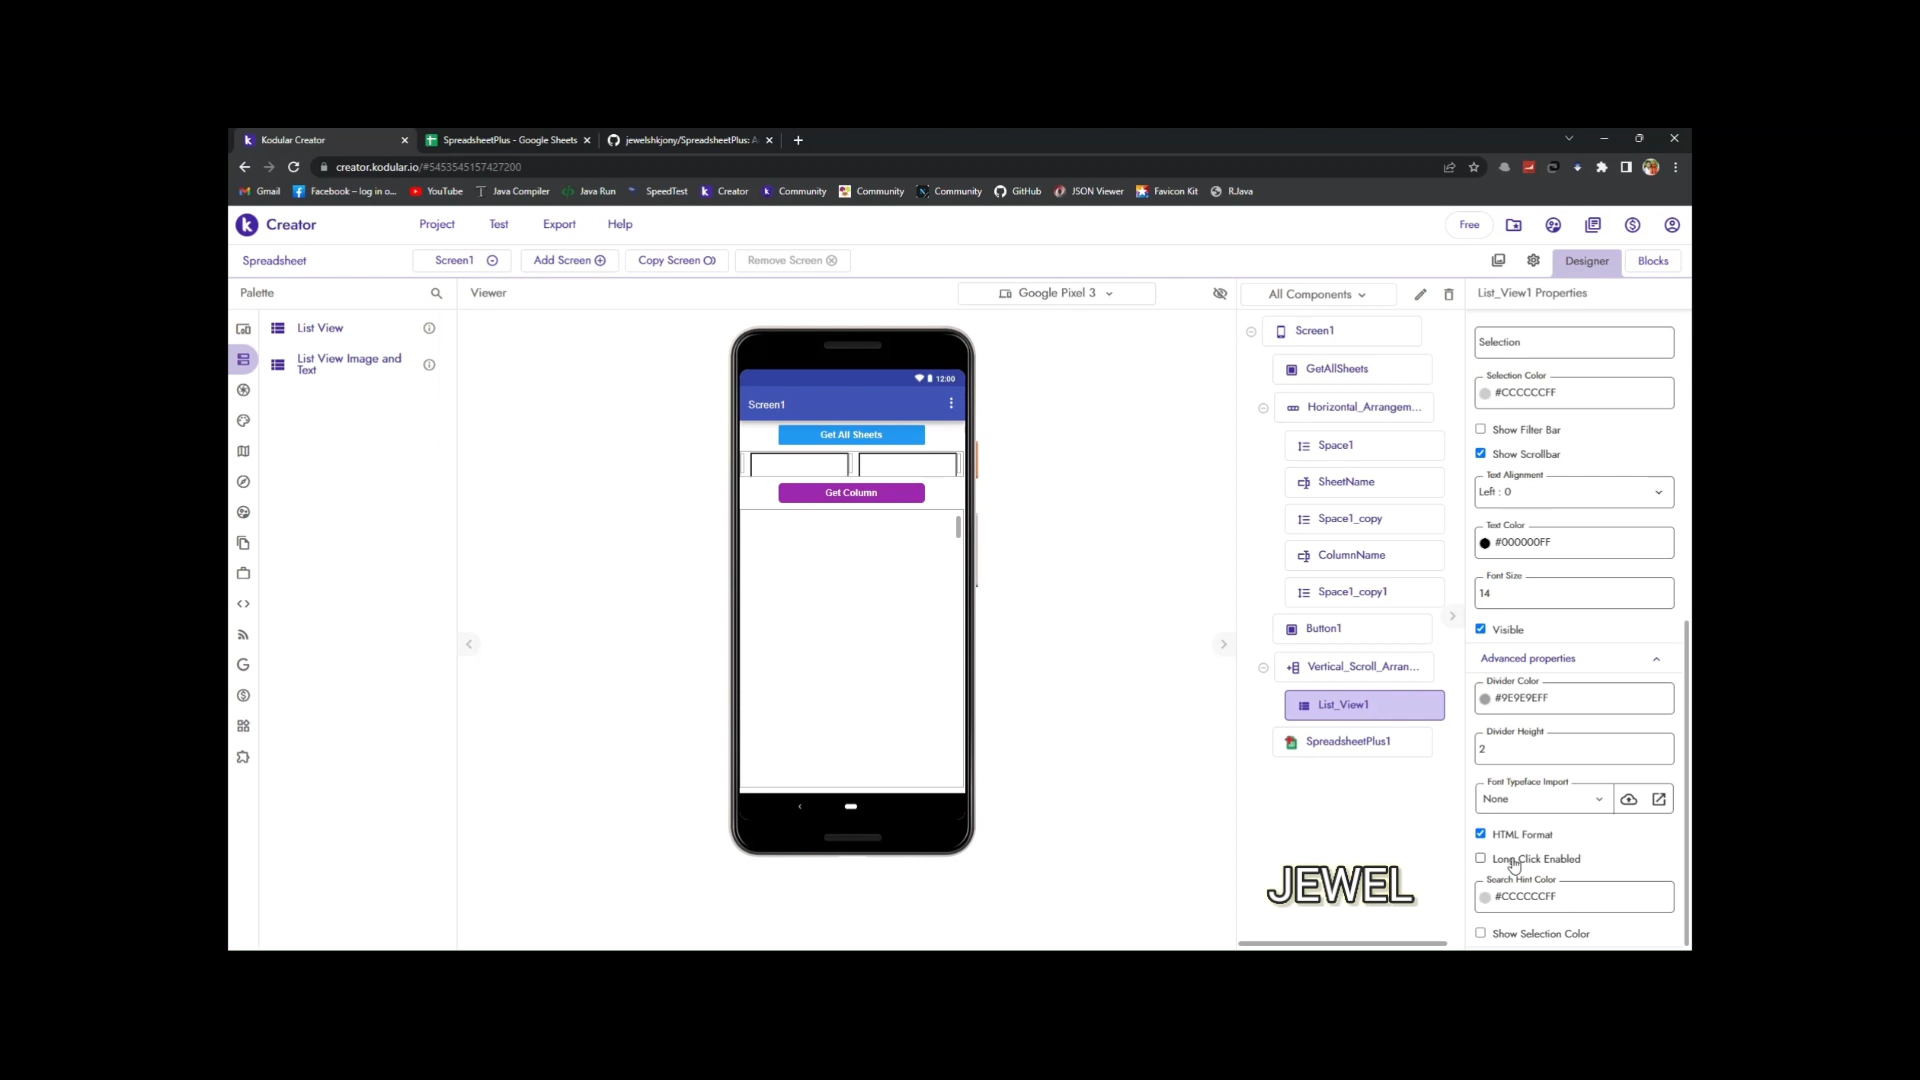 Kodular Creator
SpreadsheetPlus - Google Sheets
jewelshkjony/SpreadsheetPlus: A
creator.kodular.io/#5453545157427200
Gmail
Facebook – log in o...
YouTube
Java Compiler
Java Run
SpeedTest
Creator
Community
Community
Community
GitHub
JSON Viewer
Favicon Kit
RJava
Creator
Project
Test
Export
Help
Free
Spreadsheet
Screen1
Add Screen
Copy Screen
Remove Screen
Designer
Blocks
Palette
Viewer
Google Pixel 3
All Components
List_View1 Properties
List View
List View Image and
Text
12:00
Screen1
Get All Sheets
Get Column
Screen1
GetAllSheets
Horizontal_Arrangem...
Space1
SheetName
Space1_copy
ColumnName
Space1_copy1
Button1
Vertical_Scroll_Arran...
List_View1
SpreadsheetPlus1
JEWEL
Selection
Selection Color
#CCCCCCFF
Show Filter Bar
Show Scrollbar
Text Alignment
Left : 0
Text Color
#000000FF
Font Size
14
Visible
Advanced properties
Divider Color
#9E9E9EFF
Divider Height
2
Font Typeface Import
None
HTML Format
Long Click Enabled
Search Hint Color
#CCCCCCFF
Show Selection Color